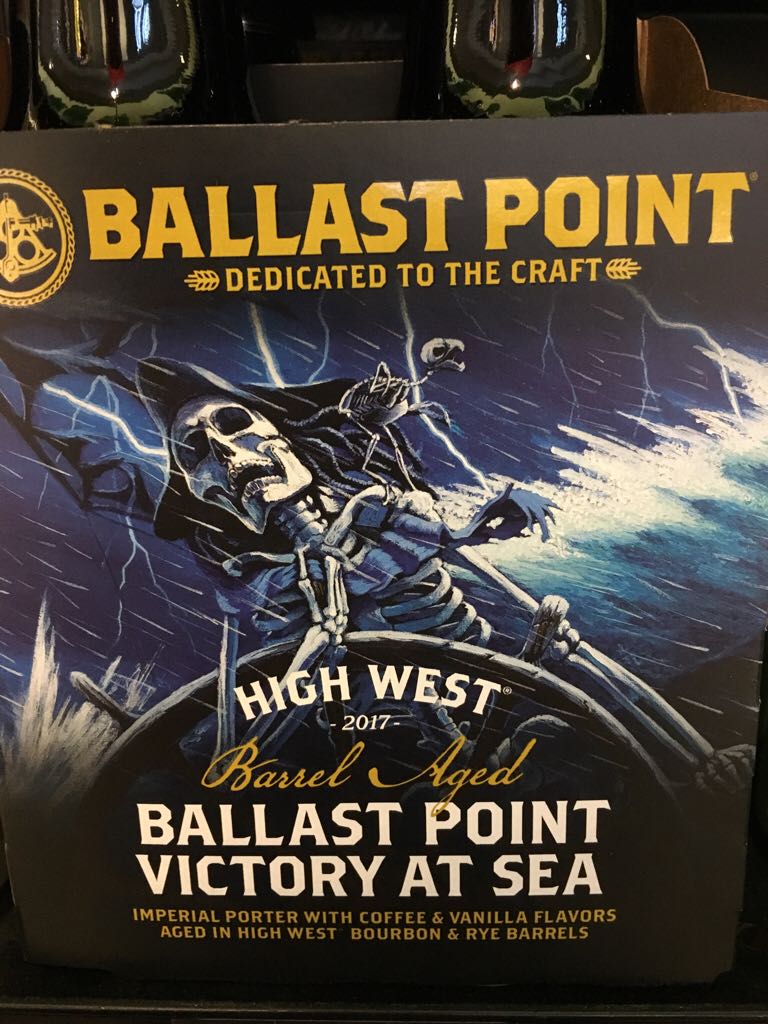 BALLAST POINT®
DEDICATED TO THE CRAFT
HIGH WEST®
-2017-
Barrel Aged
BALLAST POINT
VICTORY AT SEA
IMPERIAL PORTER WITH COFFEE & VANILLA FLAVORS
AGED IN HIGH WEST BOURBON & RYE BARRELS